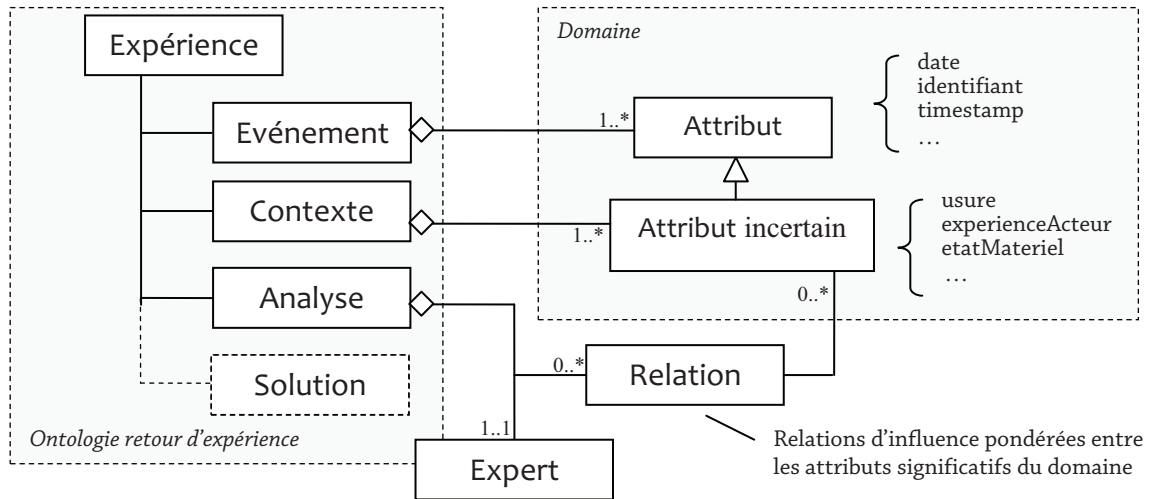 Expérience
Evénement
Contexte
Analyse
Solution
Ontologie retour d'expérience
Expert
1..1
Domaine
1..*
Attribut
date
identifiant
timestamp
…
1..*
Attribut incertain
usure
experienceActeur
etatMateriel
…
0..*
0..*
Relation
Relations d'influence pondérées entre
les attributs significatifs du domaine